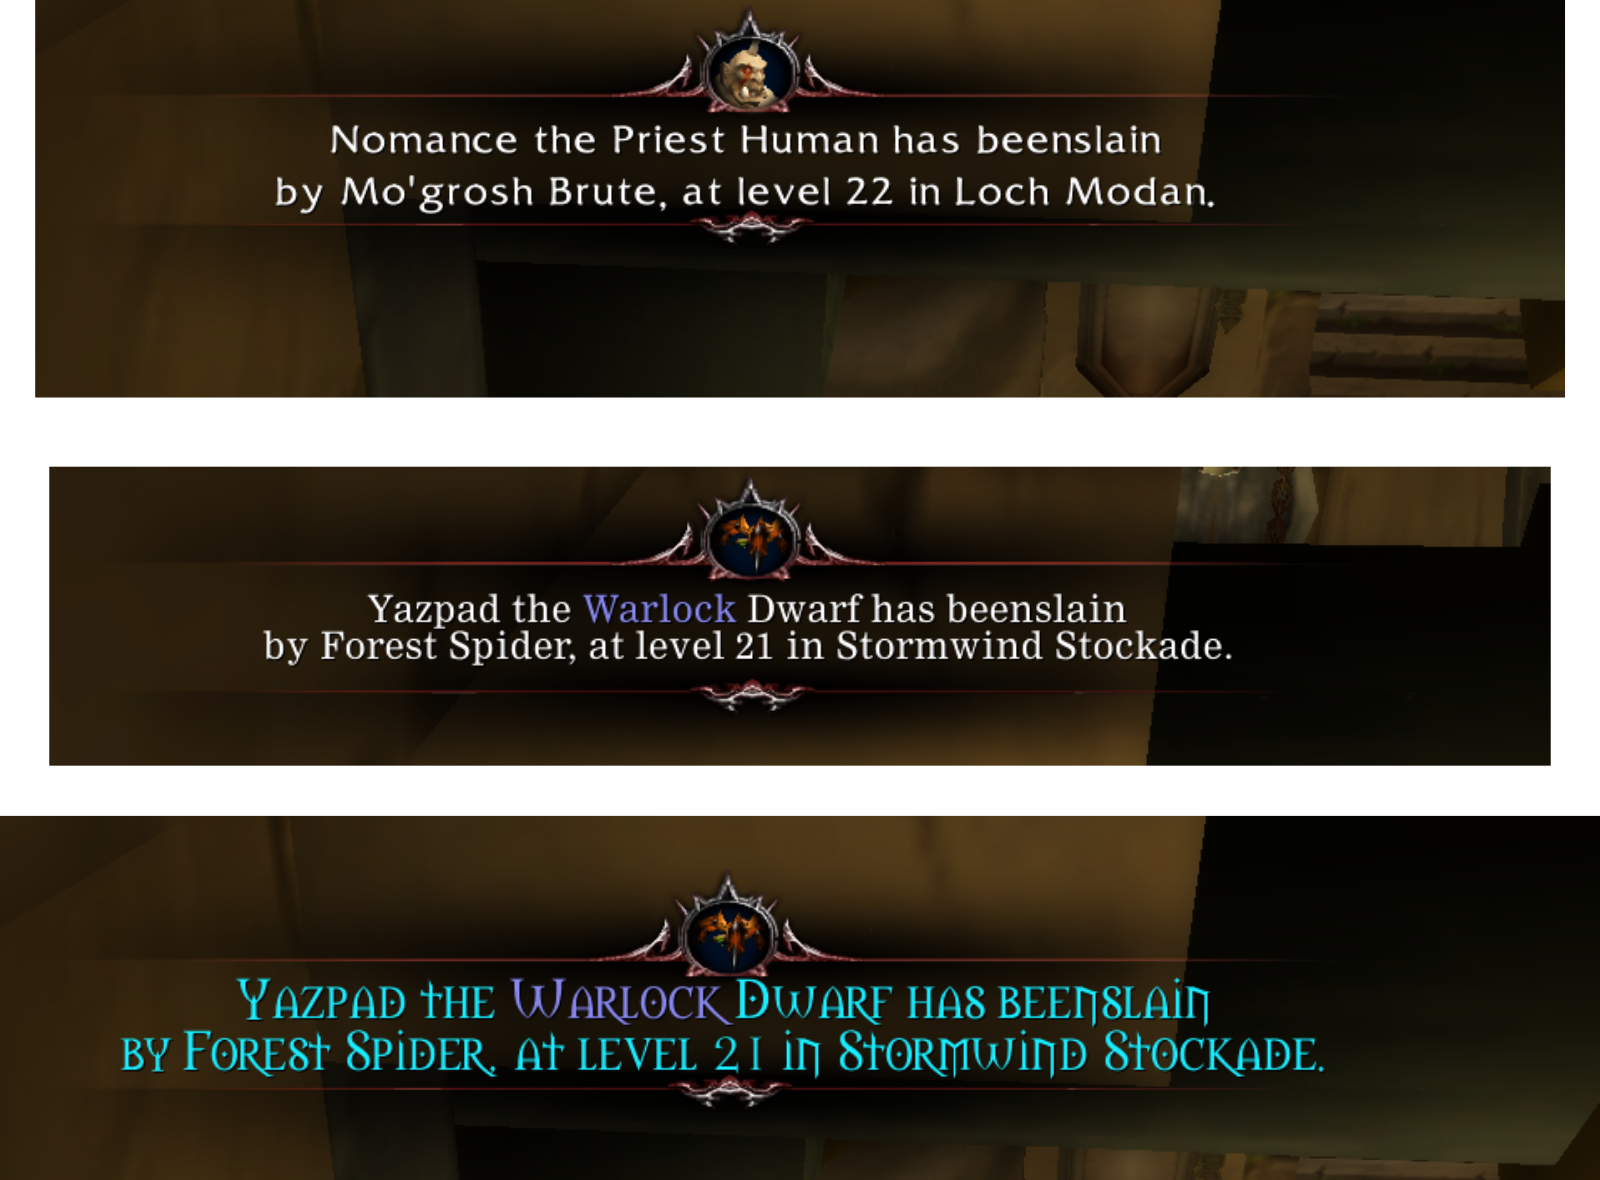 Nomance the Priest Human has beenslain
by Mo'grosh Brute, at level 22 in Loch Modan.
Yazpad the Warlock Dwarf has beenslain
by Forest Spider, at level 21 in Stormwind Stockade.
Yazpad the Warlock Dwarf has beenslain
by Forest Spider, at level 21 in Stormwind Stockade.